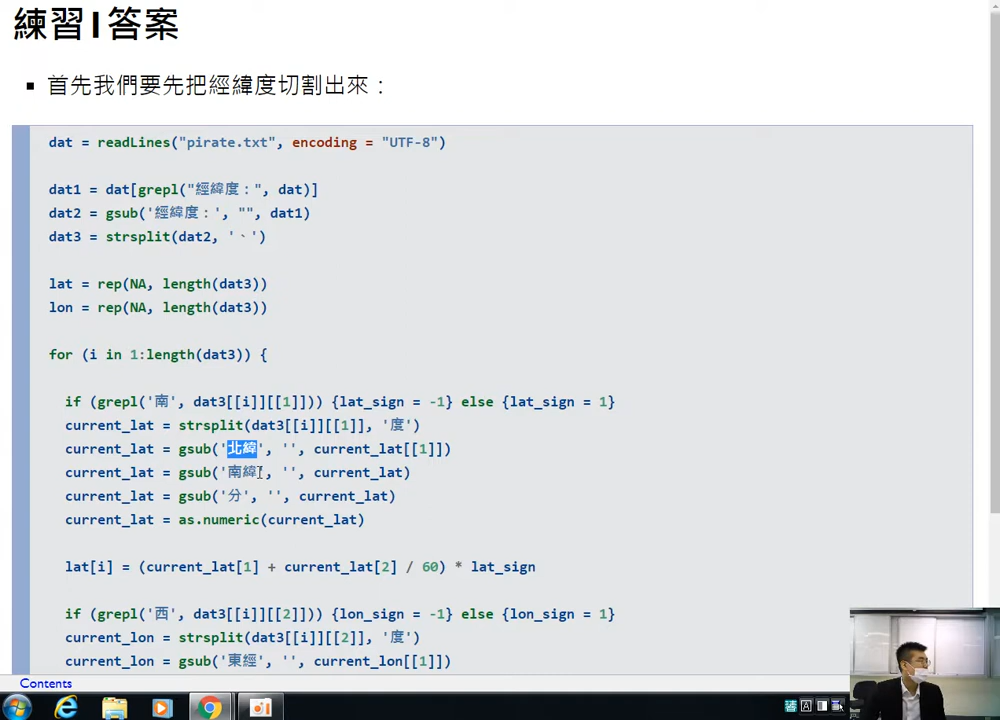 練習1答案
▪ 首先我們要先把經緯度切割出來：
dat = readLines("pirate.txt", encoding = "UTF-8")
dat1 = dat[grepl("經緯度：", dat)]
dat2 = gsub('經緯度：', "", dat1)
dat3 = strsplit(dat2, '、')
lat = rep(NA, length(dat3))
lon = rep(NA, length(dat3))
for (i in 1:length(dat3)) {
if (grepl('南', dat3[[i]][[1]])) {lat_sign = -1} else {lat_sign = 1}
current_lat = strsplit(dat3[[i]][[1]], '度')
current_lat = gsub('北緯', '', current_lat[[1]])
current_lat = gsub('南緯', '', current_lat)
current_lat = gsub('分', '', current_lat)
current_lat = as.numeric(current_lat)
lat[i] = (current_lat[1] + current_lat[2] / 60) * lat_sign
if (grepl('西', dat3[[i]][[2]])) {lon_sign = -1} else {lon_sign = 1}
current_lon = strsplit(dat3[[i]][[2]], '度')
current_lon = gsub('東經', '', current_lon[[1]])
Contents